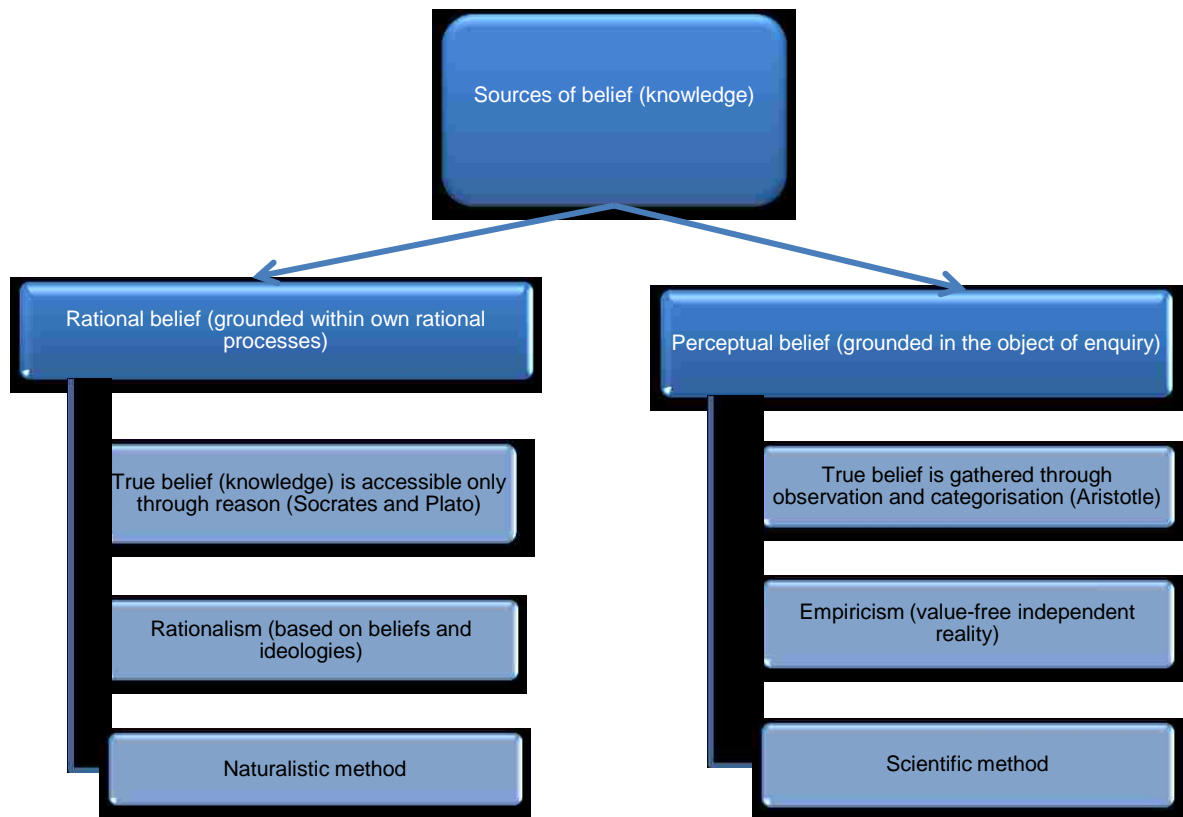 Sources of belief (knowledge)
Rational belief (grounded within own rational
processes)
True belief (knowledge) is accessible only
through reason (Socrates and Plato)
Rationalism (based on beliefs and
ideologies)
Naturalistic method
Perceptual belief (grounded in the object of enquiry)
True belief is gathered through
observation and categorisation (Aristotle)
Empiricism (value-free independent
reality)
Scientific method